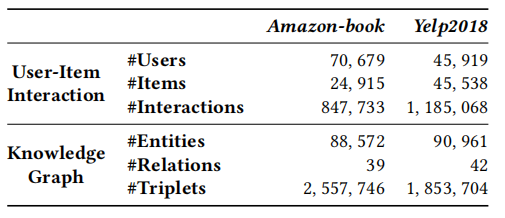 Amazon-book Yelp2018
User-Item Interaction #Users 70, 679 45, 919
#Items 24, 915 45, 538
#Interactions 847, 733 1, 185, 068
Knowledge Graph #Entities 88, 572 90, 961
#Relations 39 42
#Triplets 2, 557, 746 1, 853, 704